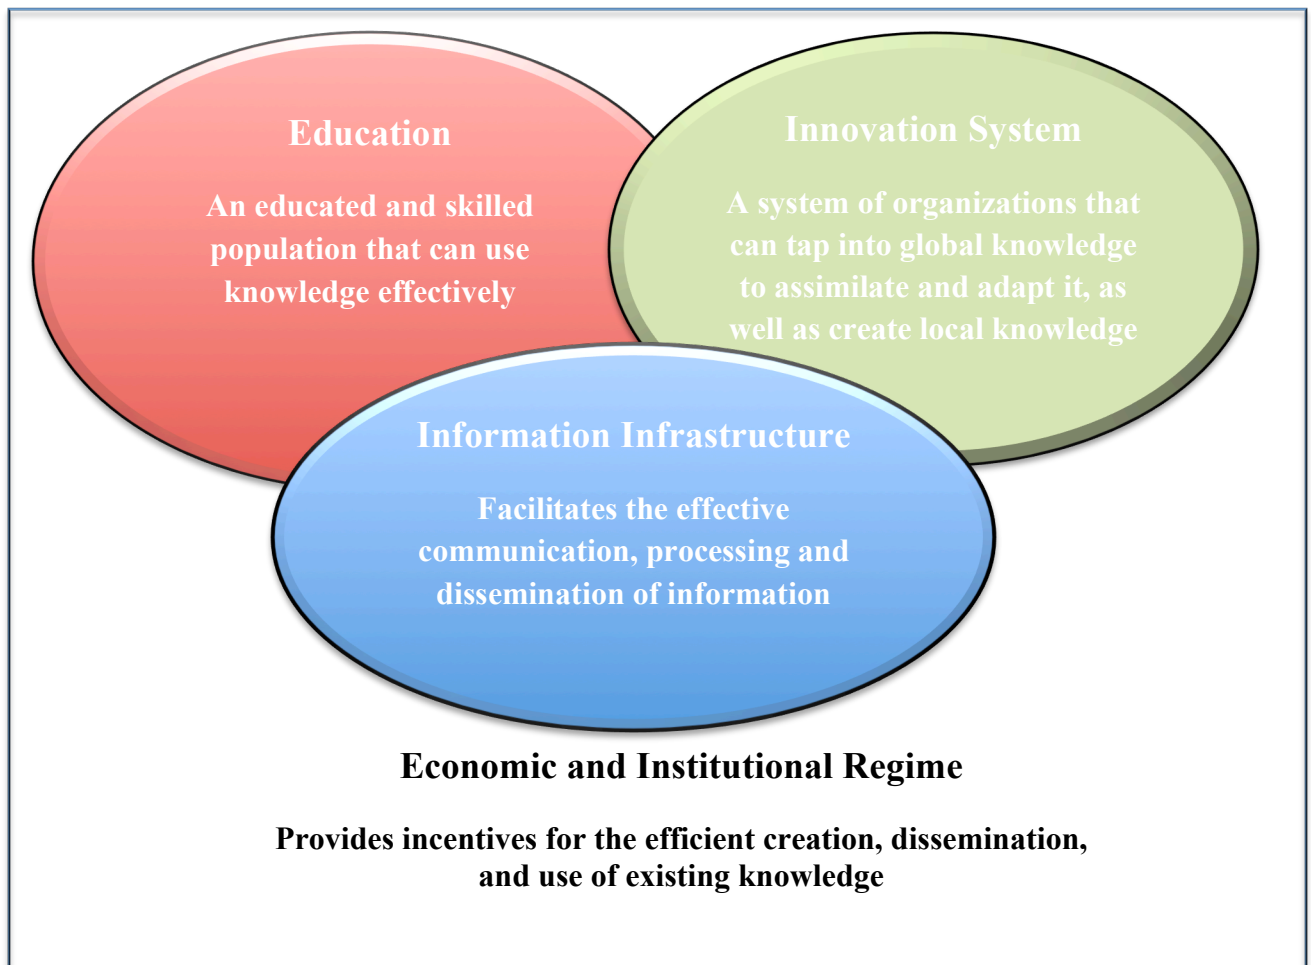 Education
An educated and skilled
population that can use
knowledge effectively
Innovation System
A system of organizations that
can tap into global knowledge
to assimilate and adapt it, as
well as create local knowledge
Information Infrastructure
Facilitates the effective
communication, processing and
dissemination of information
Economic and Institutional Regime
Provides incentives for the efficient creation, dissemination,
and use of existing knowledge